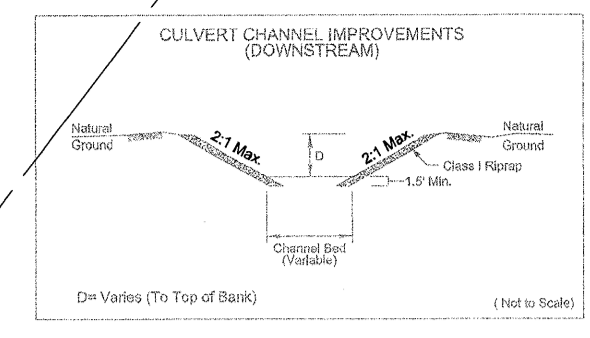 CULVERT CHANNEL IMPROVEMENTS
(DOWNSTREAM)
Natural
Ground
2:1 Max.
D
2:1 Max.
Natural
Ground
Class I Riprap
1.5' Min.
Channel Bed
(Variable)
D= Varies (To Top of Bank)
( Not to Scale)